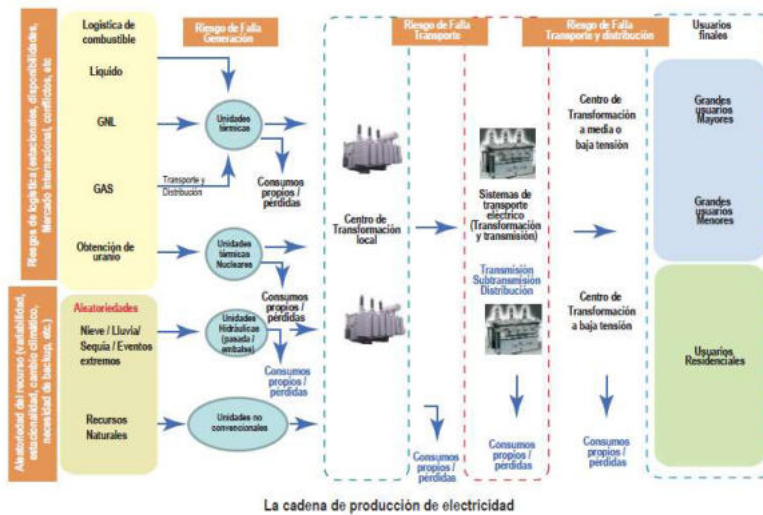 Riesgos de logística (estacionales, disponibilidades,
Mercado internacional, conflictos, etc
Aleatoriedad del recurso (variabilidad,
estacionalidad, cambio climático,
necesidad de backup, etc.)
Logística de
combustible
Líquido
GNL
GAS
Obtención de
uranio
Aleatoriedades
Nieve / Lluvia/
Sequía / Eventos
extremos
Recursos
Naturales
Riesgo de Falla
Generación
Transporte y
Distribución
Unidades
térmicas
Consumos
propios /
pérdidas
Unidades
térmicas
Nucleares
Consumos
propios /
pérdidas
Unidades
Hidráulicas
(pasada /
embalse)
Consumos
propios /
pérdidas
Unidades no
convencionales
Centro de
Transformación
local
Riesgo de Falla
Transporte
Consumos
propios /
pérdidas
Sistemas de
transporte
eléctrico
(Transformación
y transmisión)
Transmisión
Subtransmisión
Distribución
Consumos
propios /
pérdidas
Riesgo de Falla
Transporte y distribución
Centro de
Transformación
a media o
baja tensión
Centro de
Transformación
a baja tensión
Consumos
propios /
pérdidas
Usuarios
finales
Grandes
usuarios
Mayores
Grandes
usuarios
Menores
Usuarios
Residenciales
La cadena de producción de electricidad